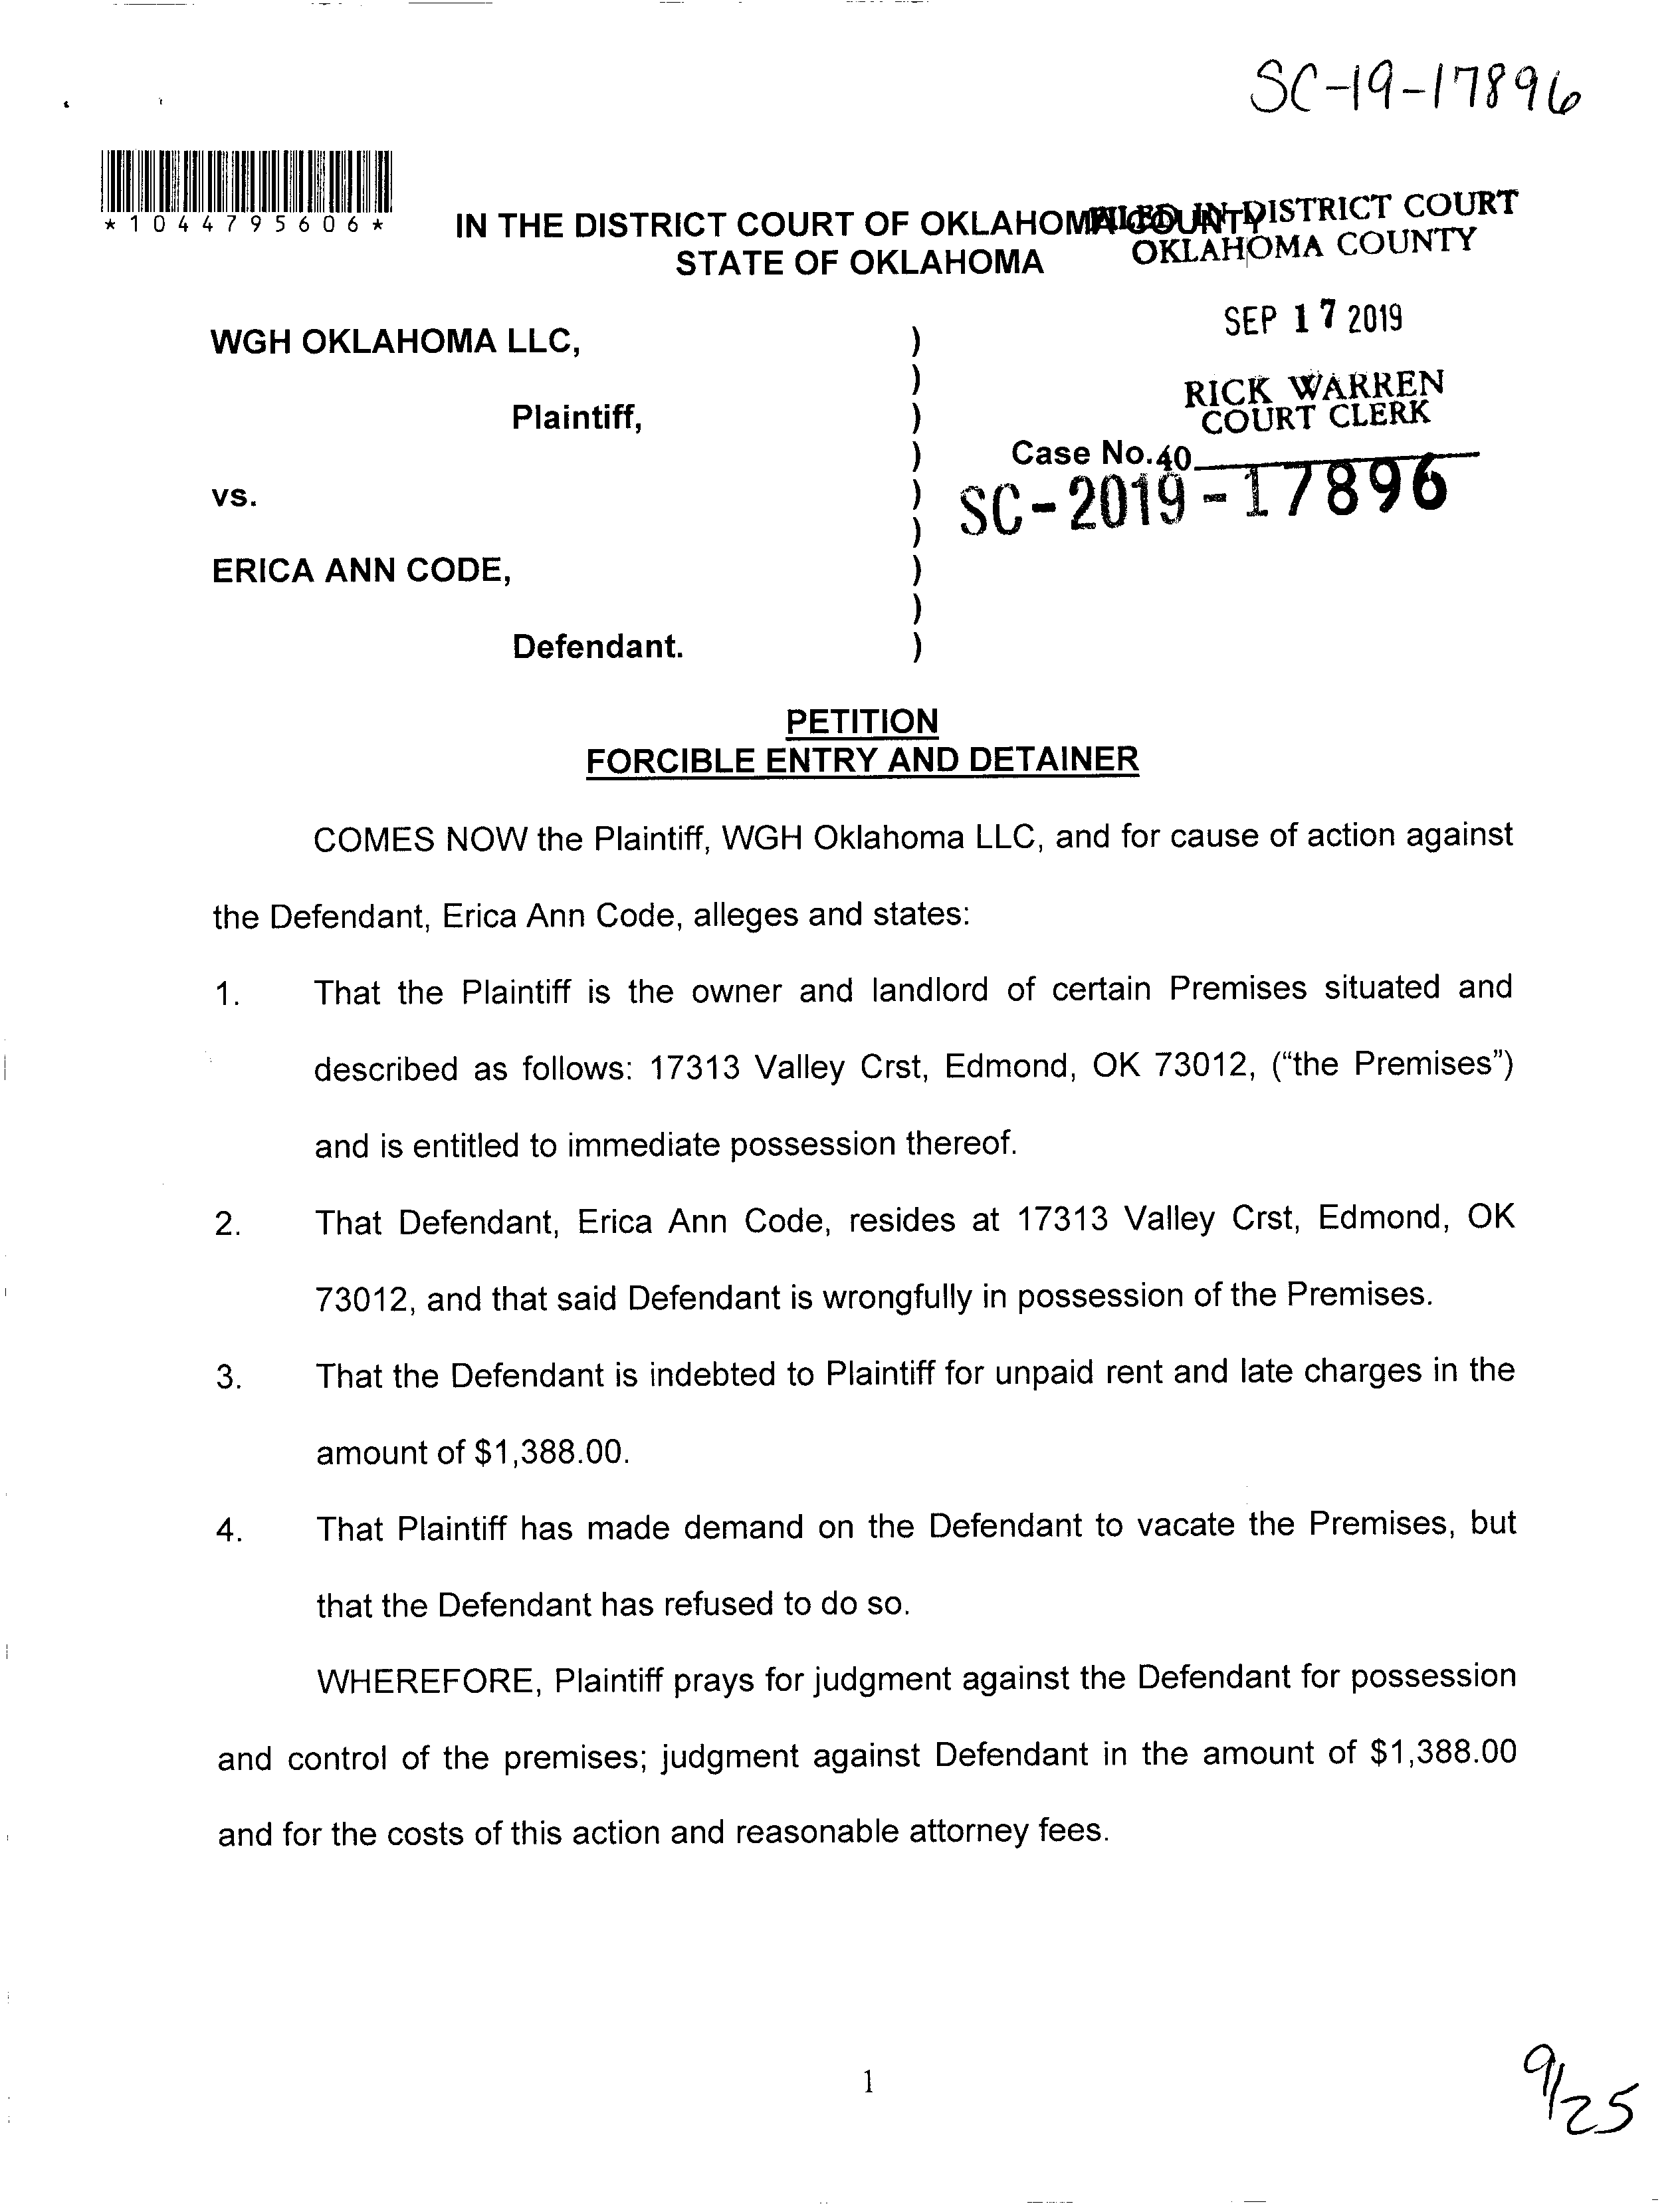 SC-19-17896
*1044795606*
IN THE DISTRICT COURT OF OKLAHOMA COUNTY
STATE OF OKLAHOMA
FILED IN DISTRICT COURT
OKLAHOMA COUNTY
SEP 17 2019
RICK WARREN
COURT CLERK
WGH OKLAHOMA LLC, )
)
Plaintiff, )
) Case No.
40
vs. )
SC-2019-17896
)
ERICA ANN CODE, )
)
Defendant. )
PETITION
FORCIBLE ENTRY AND DETAINER
COMES NOW the Plaintiff, WGH Oklahoma LLC, and for cause of action against
the Defendant, Erica Ann Code, alleges and states:
1. That the Plaintiff is the owner and landlord of certain Premises situated and
described as follows: 17313 Valley Crst, Edmond, OK 73012, (“the Premises”)
and is entitled to immediate possession thereof.
2. That Defendant, Erica Ann Code, resides at 17313 Valley Crst, Edmond, OK
73012, and that said Defendant is wrongfully in possession of the Premises.
3. That the Defendant is indebted to Plaintiff for unpaid rent and late charges in the
amount of $1,388.00.
4. That Plaintiff has made demand on the Defendant to vacate the Premises, but
that the Defendant has refused to do so.
WHEREFORE, Plaintiff prays for judgment against the Defendant for possession
and control of the premises; judgment against Defendant in the amount of $1,388.00
and for the costs of this action and reasonable attorney fees.
1
9/25